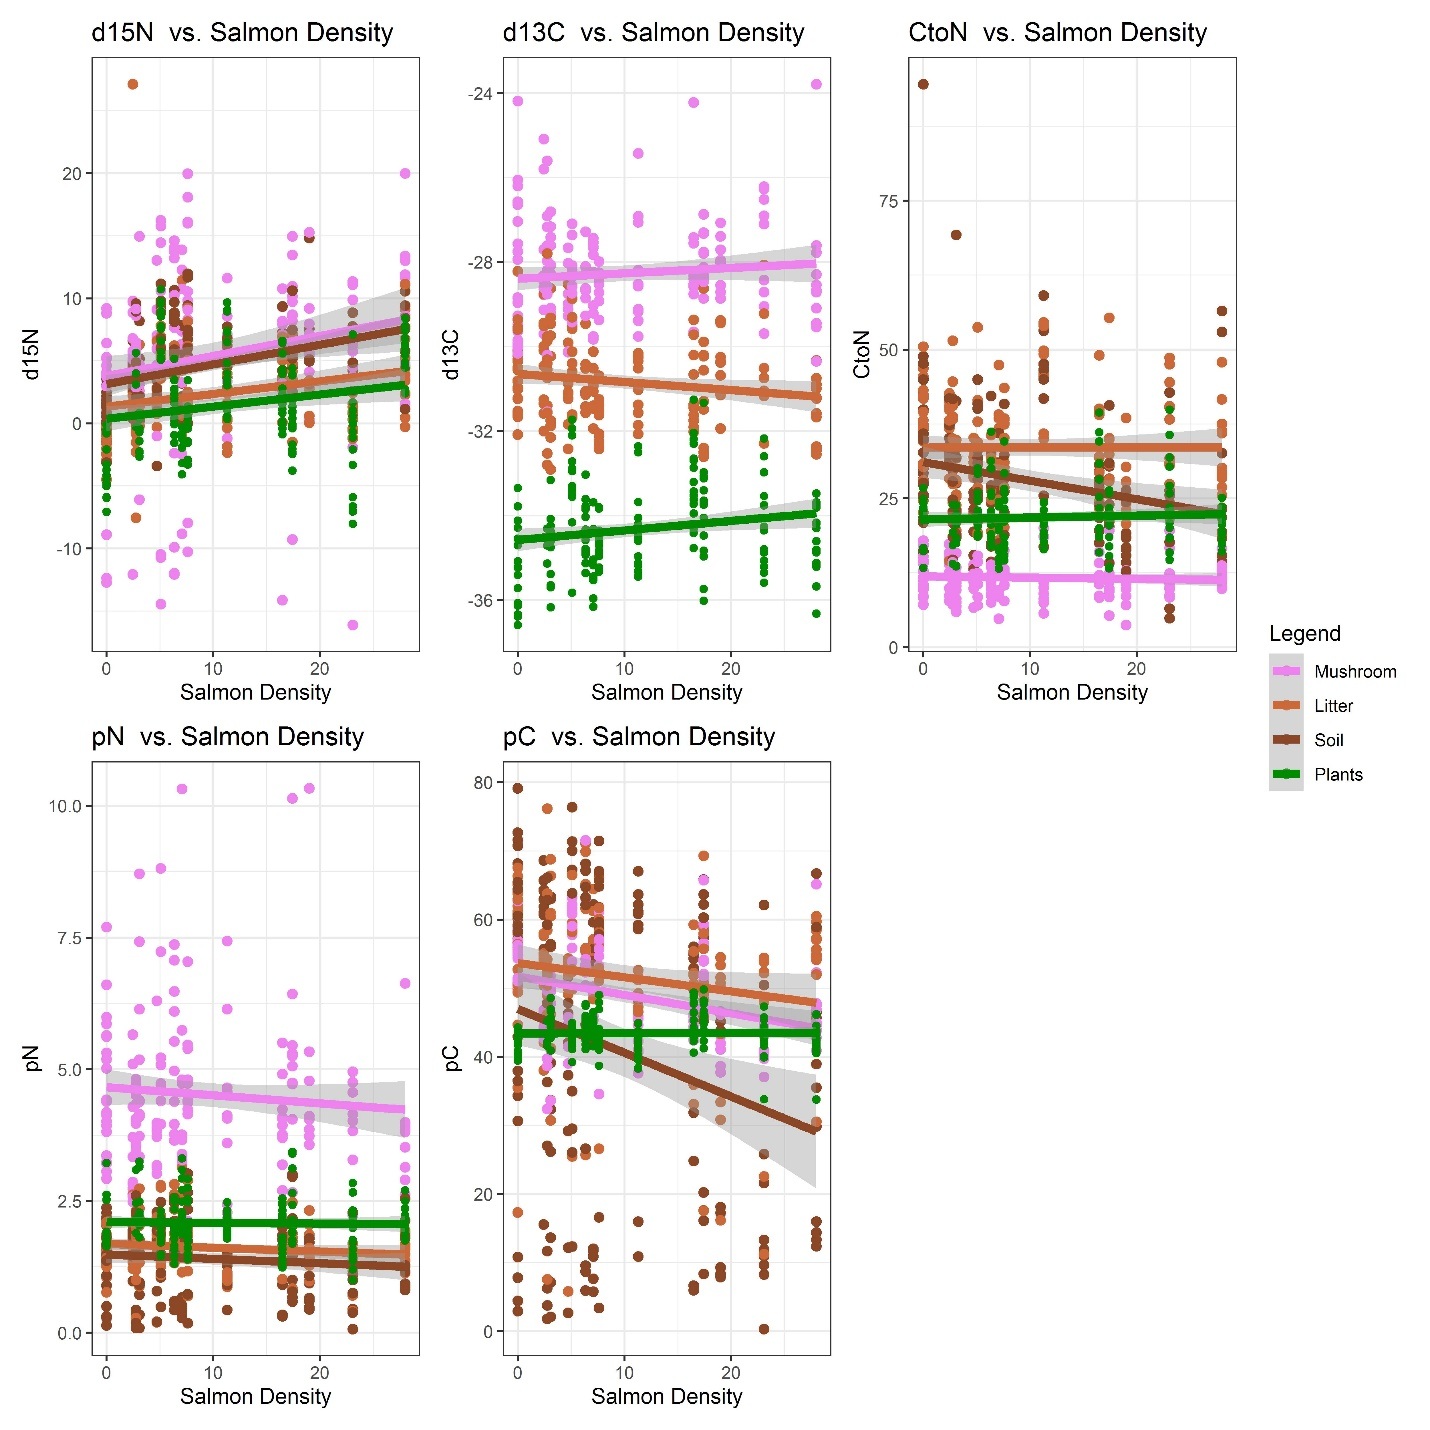 d15N  vs. Salmon Density
d13C  vs. Salmon Density
CtoN  vs. Salmon Density
20
10
0
-10
d15N
0
10
20
Salmon Density
-24
-28
-32
-36
d13C
0
10
20
Salmon Density
75
50
25
0
CtoN
0
10
20
Salmon Density
Legend
Mushroom
Litter
Soil
Plants
pN  vs. Salmon Density
pC  vs. Salmon Density
10.0
7.5
5.0
2.5
0.0
pN
0
10
20
Salmon Density
80
60
40
20
0
pC
0
10
20
Salmon Density